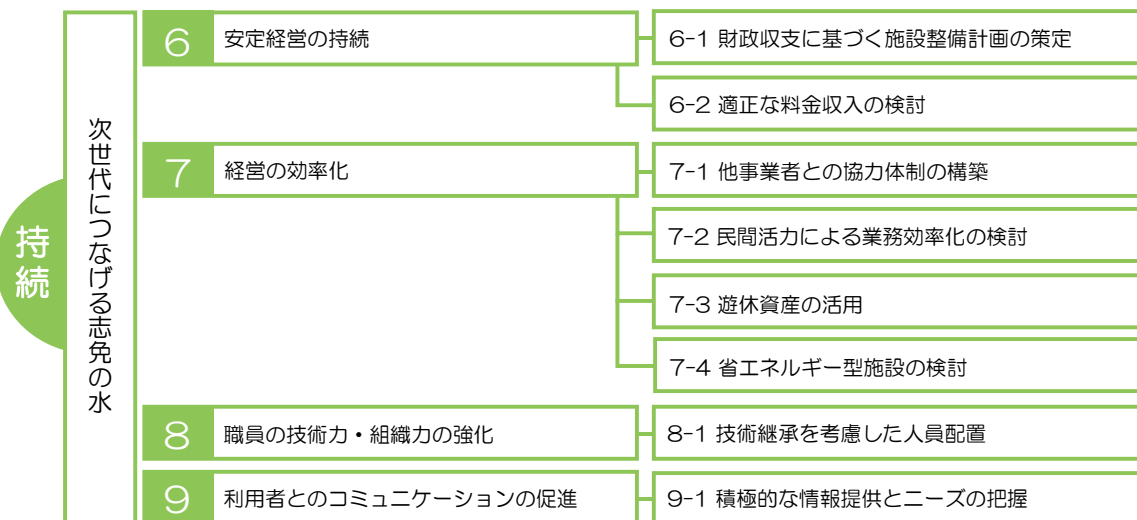 持続
次世代につなげる志免の水
6 安定経営の持続
6-1 財政収支に基づく施設整備計画の策定
6-2 適正な料金収入の検討
7 経営の効率化
7-1 他事業者との協力体制の構築
7-2 民間活力による業務効率化の検討
7-3 遊休資産の活用
7-4 省エネルギー型施設の検討
8 職員の技術力・組織力の強化
8-1 技術継承を考慮した人員配置
9 利用者とのコミュニケーションの促進
9-1 積極的な情報提供とニーズの把握